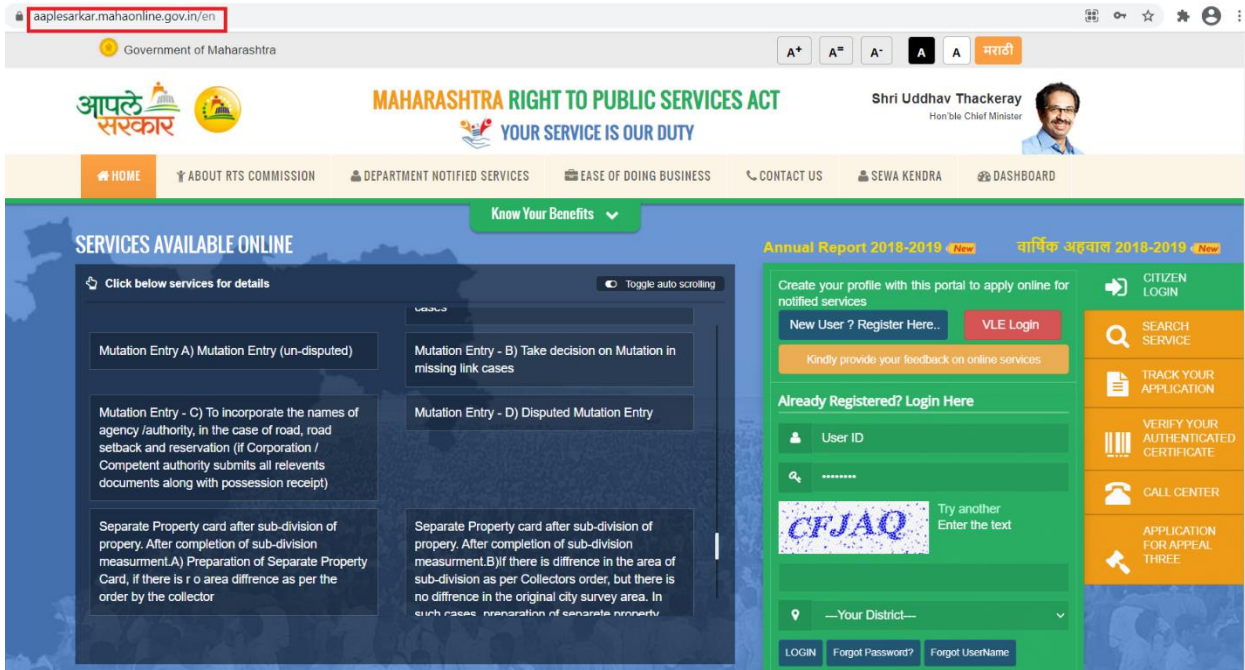 aaplesarkar.mahaonline.gov.in/en
Government of Maharashtra
A+ A= A- A A मराठी
आपले
सरकार
MAHARASHTRA RIGHT TO PUBLIC SERVICES ACT
YOUR SERVICE IS OUR DUTY
Shri Uddhav Thackeray
Hon'ble Chief Minister
HOME ABOUT RTS COMMISSION DEPARTMENT NOTIFIED SERVICES EASE OF DOING BUSINESS CONTACT US SEWA KENDRA DASHBOARD
Know Your Benefits
SERVICES AVAILABLE ONLINE
Annual Report 2018-2019 New वार्षिक अहवाल 2018-2019 New
Click below services for details
Toggle auto scrolling
cases
Mutation Entry A) Mutation Entry (un-disputed)
Mutation Entry - B) Take decision on Mutation in
missing link cases
Mutation Entry - C) To incorporate the names of
agency /authority, in the case of road, road
setback and reservation (if Corporation /
Competent authority submits all relevents
documents along with possession receipt)
Mutation Entry - D) Disputed Mutation Entry
Separate Property card after sub-division of
propery. After completion of sub-division
measurment.A) Preparation of Separate Property
Card, if there is r o area diffrence as per the
order by the collector
Separate Property card after sub-division of
propery. After completion of sub-division
measurment.B)If there is diffrence in the area of
sub-division as per Collectors order, but there is
no diffrence in the original city survey area. In
such cases, preparation of separete property
Create your profile with this portal to apply online for
notified services
New User ? Register Here.. VLE Login
Kindly provide your feedback on online services
Already Registered? Login Here
User ID
••••••••
CFJAQ
Try another
Enter the text
---Your District---
LOGIN Forgot Password? Forgot UserName
CITIZEN
LOGIN
SEARCH
SERVICE
TRACK YOUR
APPLICATION
VERIFY YOUR
AUTHENTICATED
CERTIFICATE
CALL CENTER
APPLICATION
FOR APPEAL
THREE